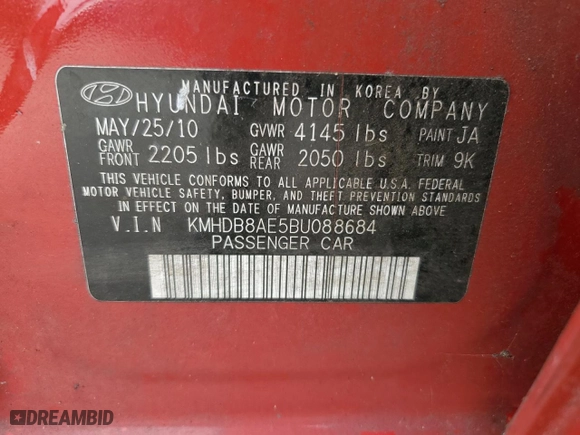 MANUFACTURED IN KOREA BY
HYUNDAI MOTOR COMPANY
MAY/25/10 GVWR 4145 lbs PAINT JA
GAWR FRONT 2205 lbs GAWR REAR 2050 lbs TRIM 9K
THIS VEHICLE CONFORMS TO ALL APPLICABLE U.S.A. FEDERAL
MOTOR VEHICLE SAFETY, BUMPER, AND THEFT PREVENTION STANDARDS
IN EFFECT ON THE DATE OF MANUFACTURE SHOWN ABOVE
V.I.N KMHDB8AE5BU088684
PASSENGER CAR
DREAMBID